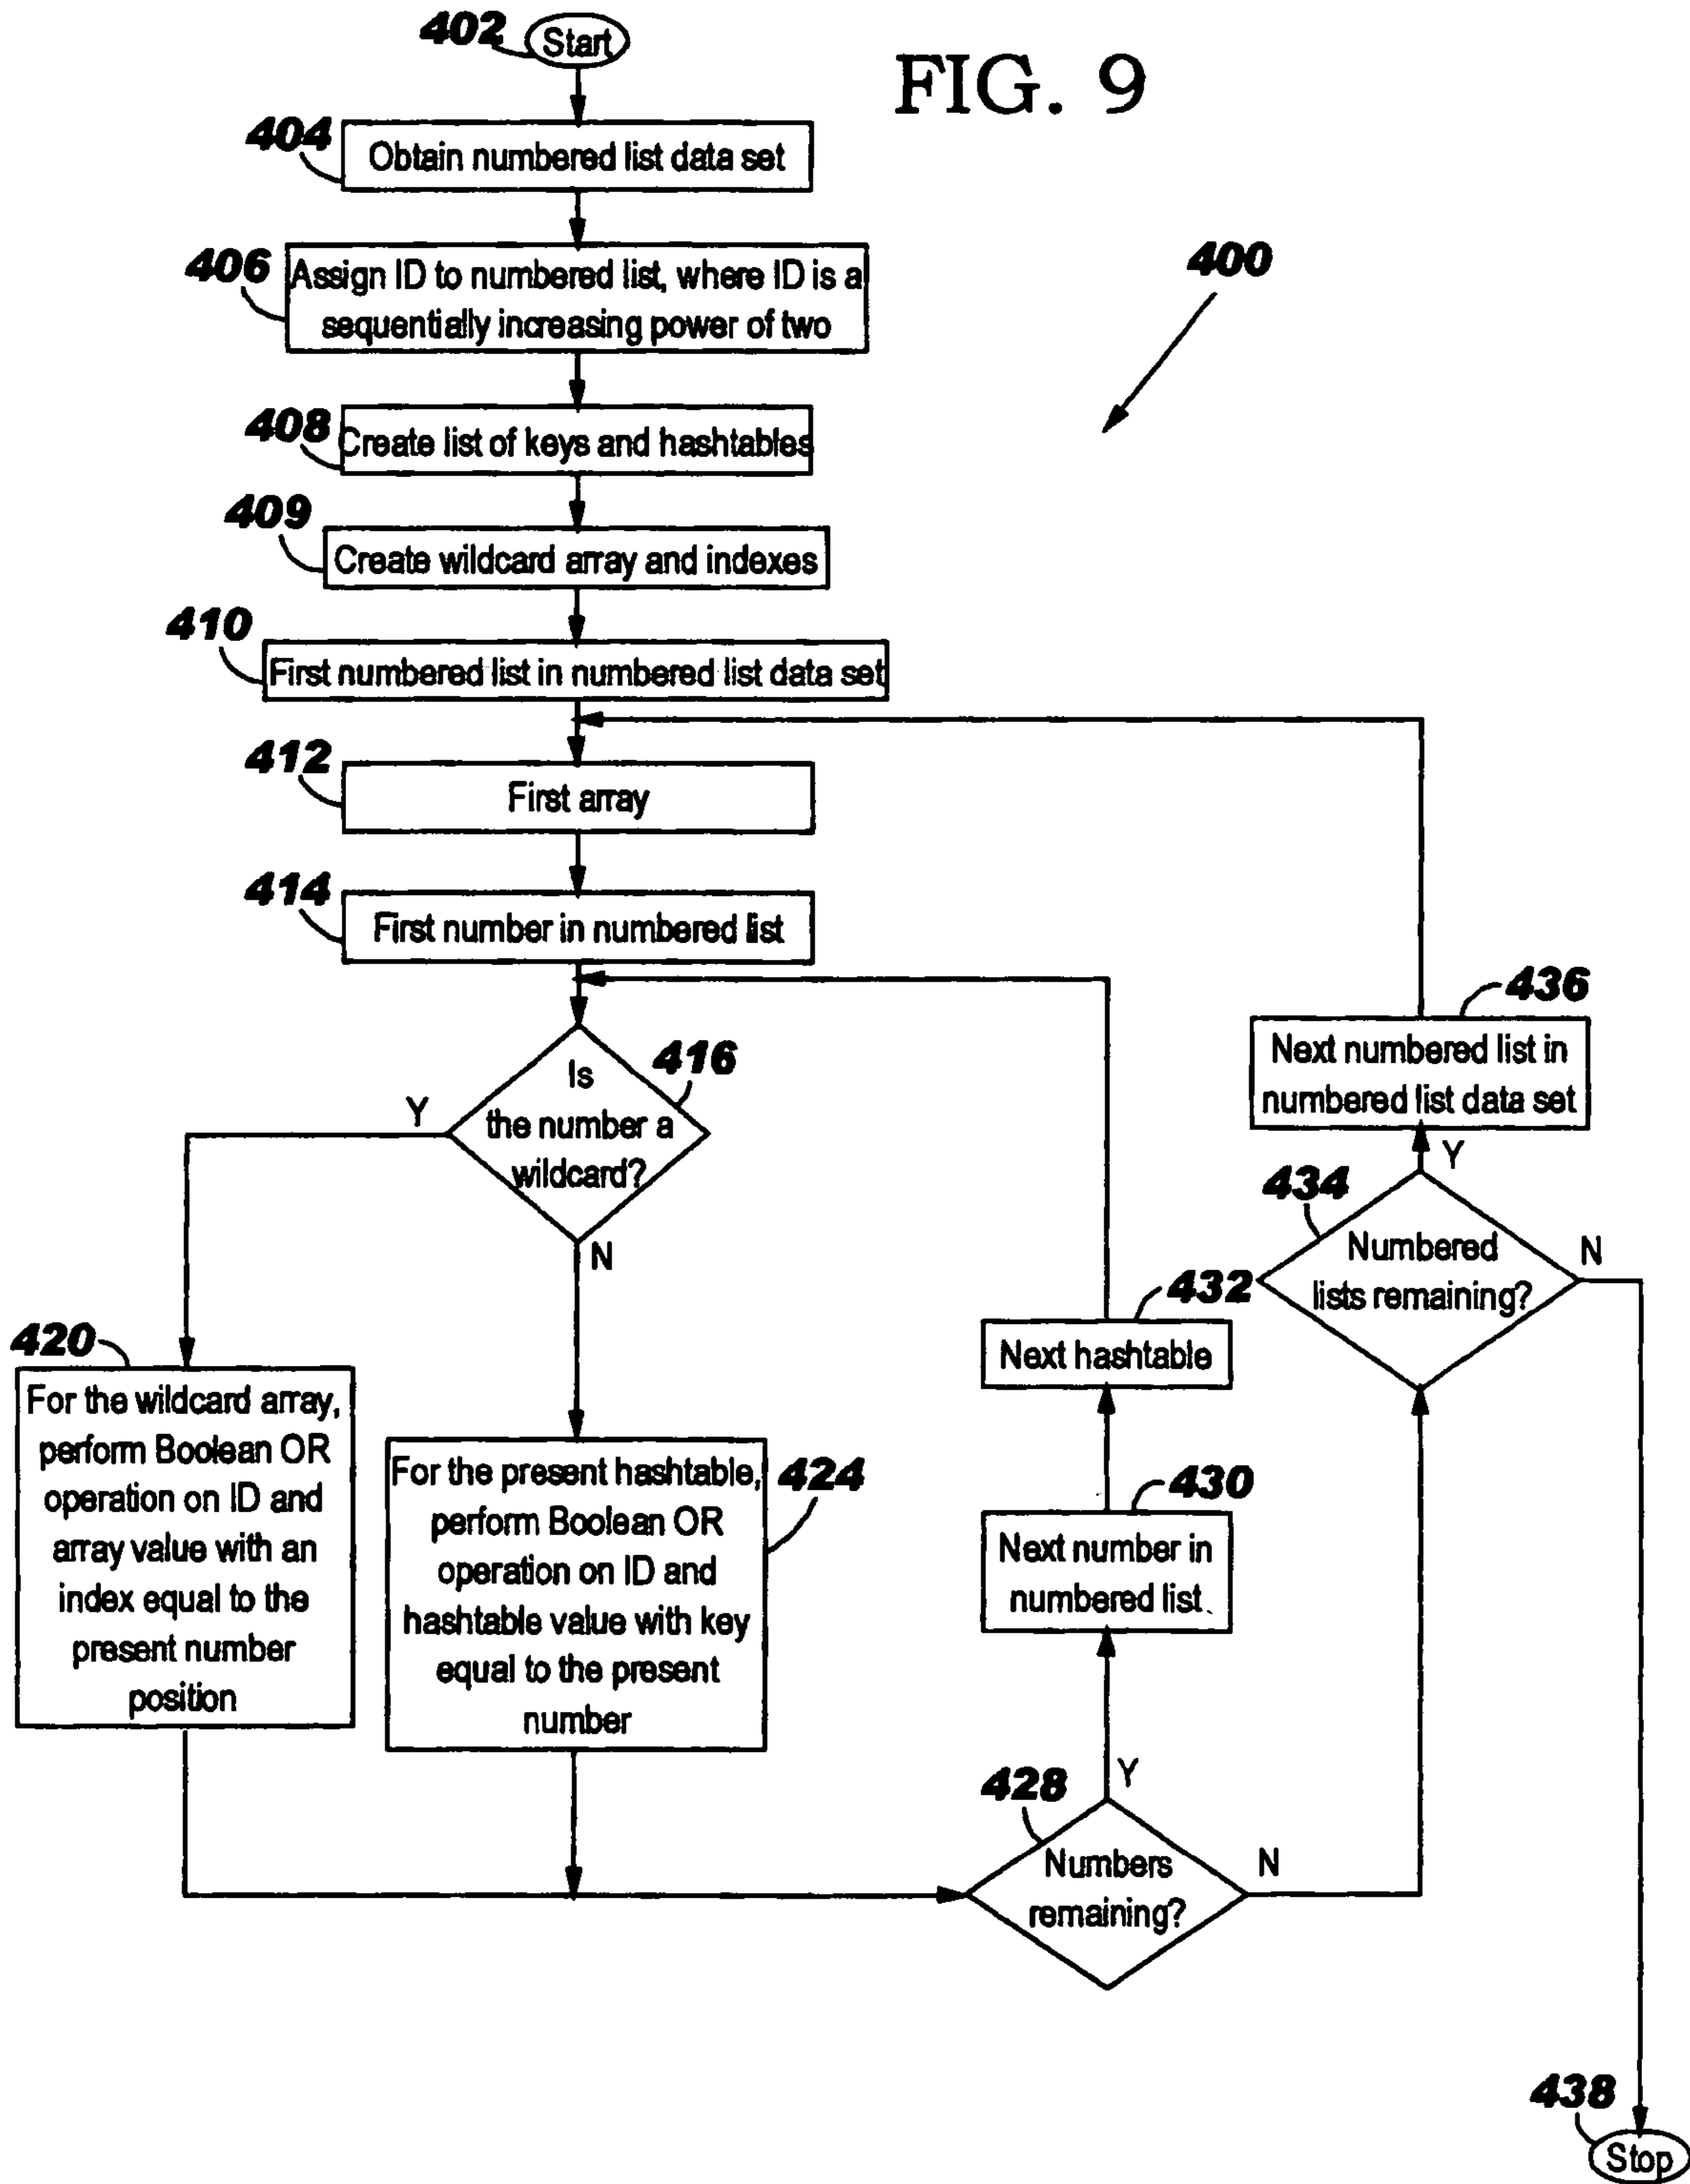 FIG. 9
402
Start
404
Obtain numbered list data set
406
Assign ID to numbered list, where ID is a
sequentially increasing power of two
400
408
Create list of keys and hashtables
409
Create wildcard array and indexes
410
First numbered list in numbered list data set
412
First array
414
First number in numbered list
416
Is
the number a
wildcard?
Y
N
420
For the wildcard array,
perform Boolean OR
operation on ID and
array value with an
index equal to the
present number
position
424
For the present hashtable,
perform Boolean OR
operation on ID and
hashtable value with key
equal to the present
number
428
Numbers
remaining?
Y
N
430
Next number in
numbered list
432
Next hashtable
434
Numbered
lists remaining?
Y
N
436
Next numbered list in
numbered list data set
438
Stop